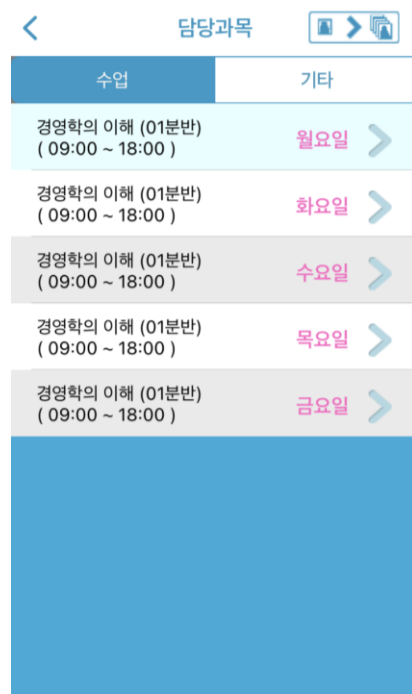 담당과목
수업
기타
경영학의 이해 (01분반)
( 09:00 ~ 18:00 )
월요일
경영학의 이해 (01분반)
( 09:00 ~ 18:00 )
화요일
경영학의 이해 (01분반)
( 09:00 ~ 18:00 )
수요일
경영학의 이해 (01분반)
( 09:00 ~ 18:00 )
목요일
경영학의 이해 (01분반)
( 09:00 ~ 18:00 )
금요일